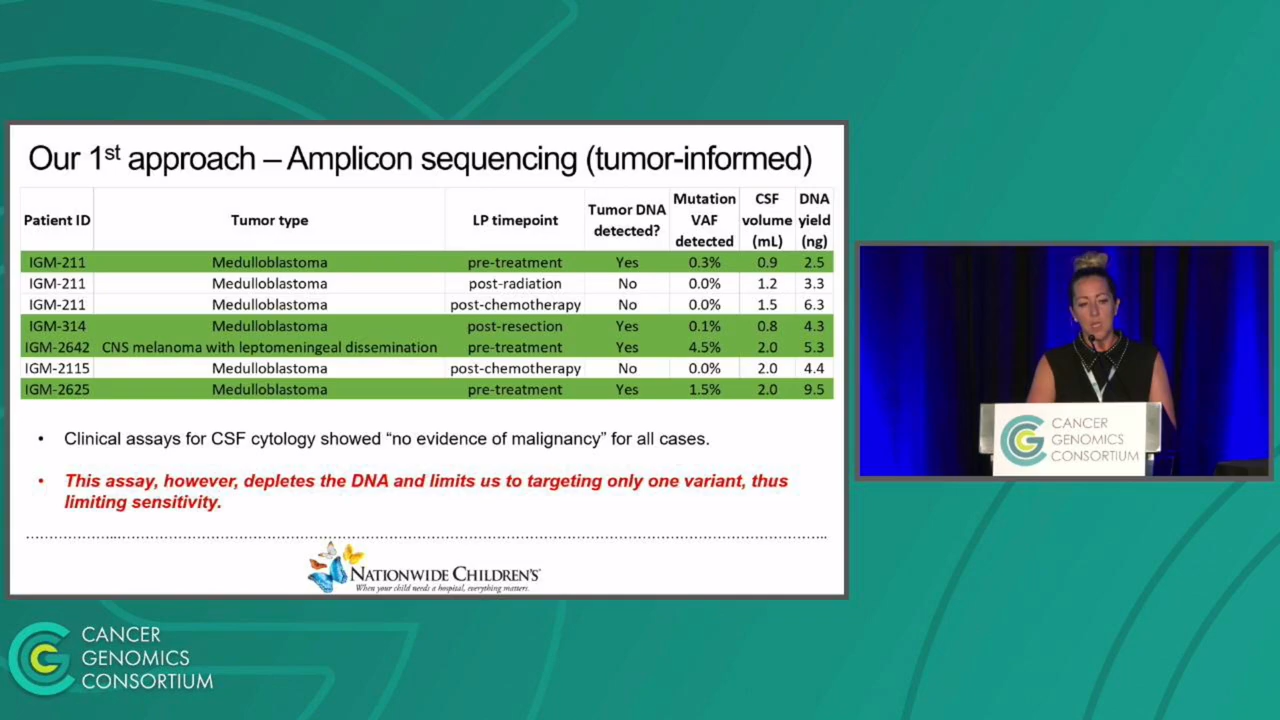 Our 1st approach – Amplicon sequencing (tumor-informed)
Patient ID Tumor type LP timepoint Tumor DNA detected? Mutation VAF detected CSF volume (mL) DNA yield (ng)
IGM-211 Medulloblastoma pre-treatment Yes 0.3% 0.9 2.5
IGM-211 Medulloblastoma post-radiation No 0.0% 1.2 3.3
IGM-211 Medulloblastoma post-chemotherapy No 0.0% 1.5 6.3
IGM-314 Medulloblastoma post-resection Yes 0.1% 0.8 4.3
IGM-2642 CNS melanoma with leptomeningeal dissemination pre-treatment Yes 4.5% 2.0 5.3
IGM-2115 Medulloblastoma post-chemotherapy No 0.0% 2.0 4.4
IGM-2625 Medulloblastoma pre-treatment Yes 1.5% 2.0 9.5
• Clinical assays for CSF cytology showed “no evidence of malignancy” for all cases.
• This assay, however, depletes the DNA and limits us to targeting only one variant, thus
limiting sensitivity.
NATIONWIDE CHILDREN'S
When your child needs a hospital, everything matters.
CANCER
GENOMICS
CONSORTIUM
CANCER
GENOMICS
CONSORTIUM